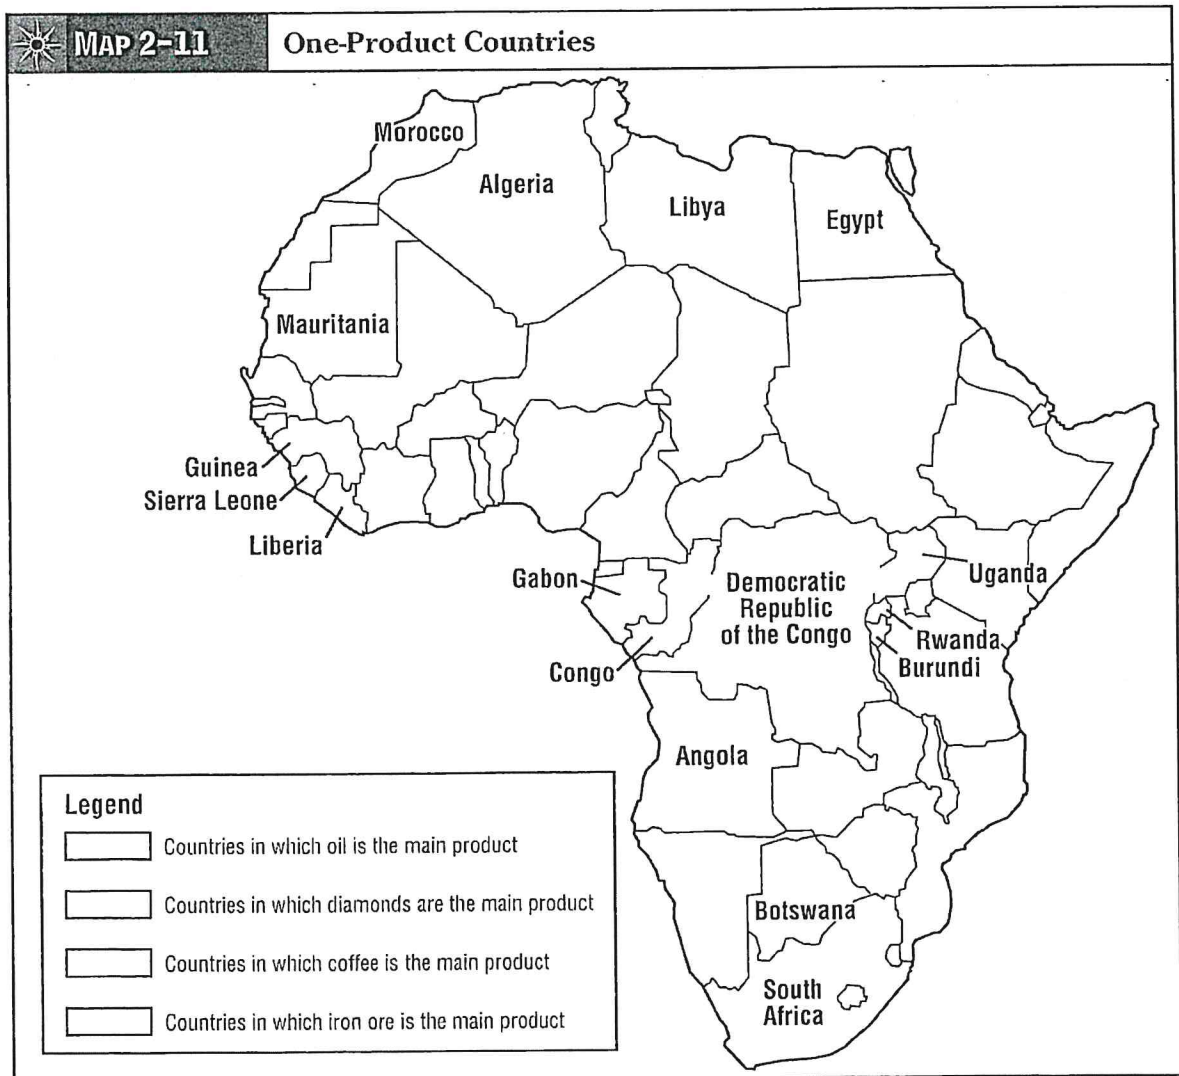 MAP 2-11
One-Product Countries
Morocco
Algeria
Libya
Egypt
Mauritania
Guinea
Sierra Leone
Liberia
Gabon
Democratic
Republic
of the Congo
Uganda
Rwanda
Burundi
Congo
Angola
Botswana
South
Africa
Legend
Countries in which oil is the main product
Countries in which diamonds are the main product
Countries in which coffee is the main product
Countries in which iron ore is the main product